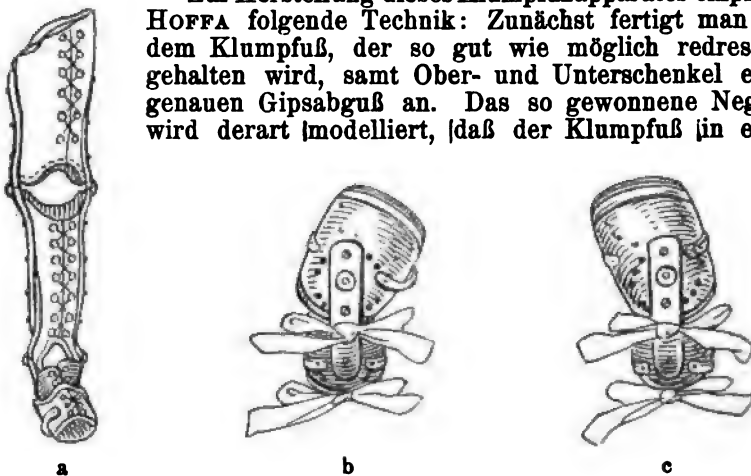 HOFFA folgende Technik: Zunächst fertigt man
dem Klumpfuß, der so gut wie möglich redres
gehalten wird, samt Ober- und Unterschenkel e
genauen Gipsabguß an. Das so gewonnene Neg
wird derart |modelliert, |daß der Klumpfuß |in e
a
b
c